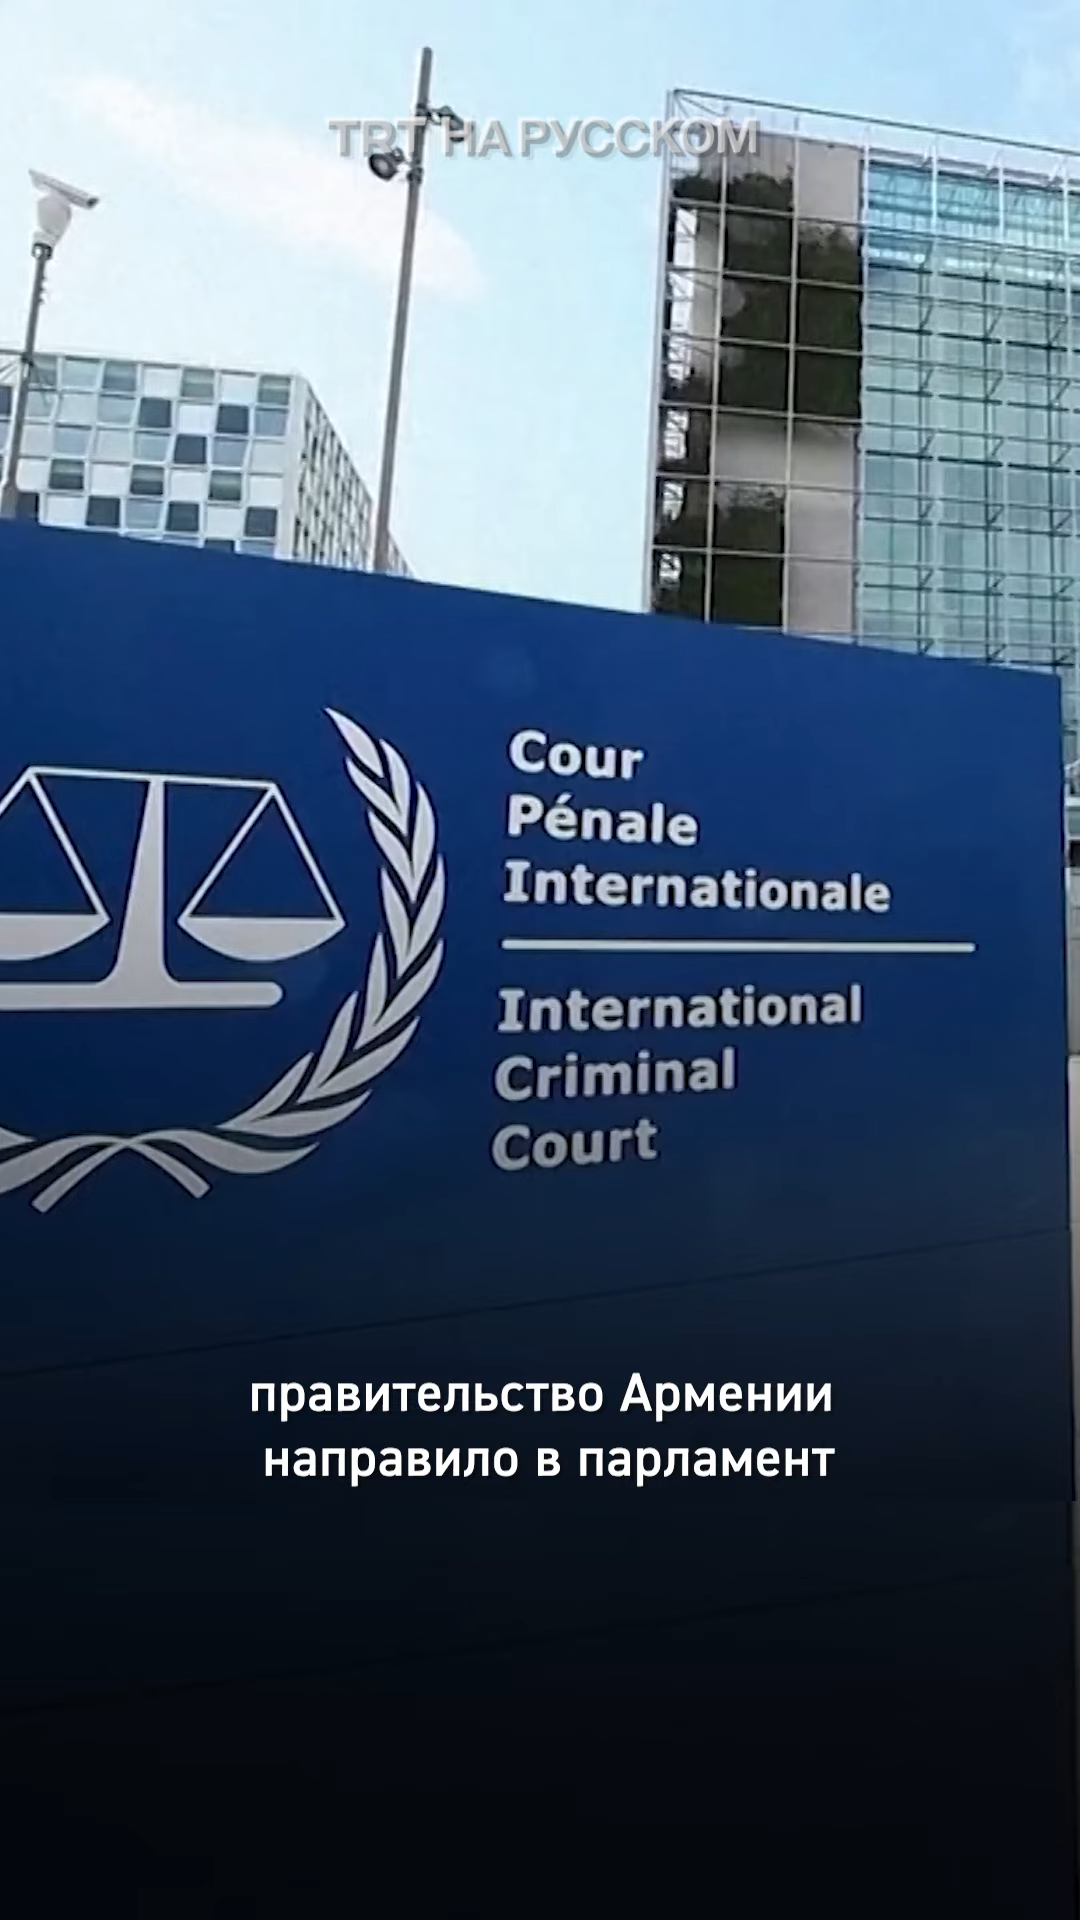 TRT НА РУССКОМ
Cour
Pénale
Internationale
International
Criminal
Court
правительство Армении
направило в парламент